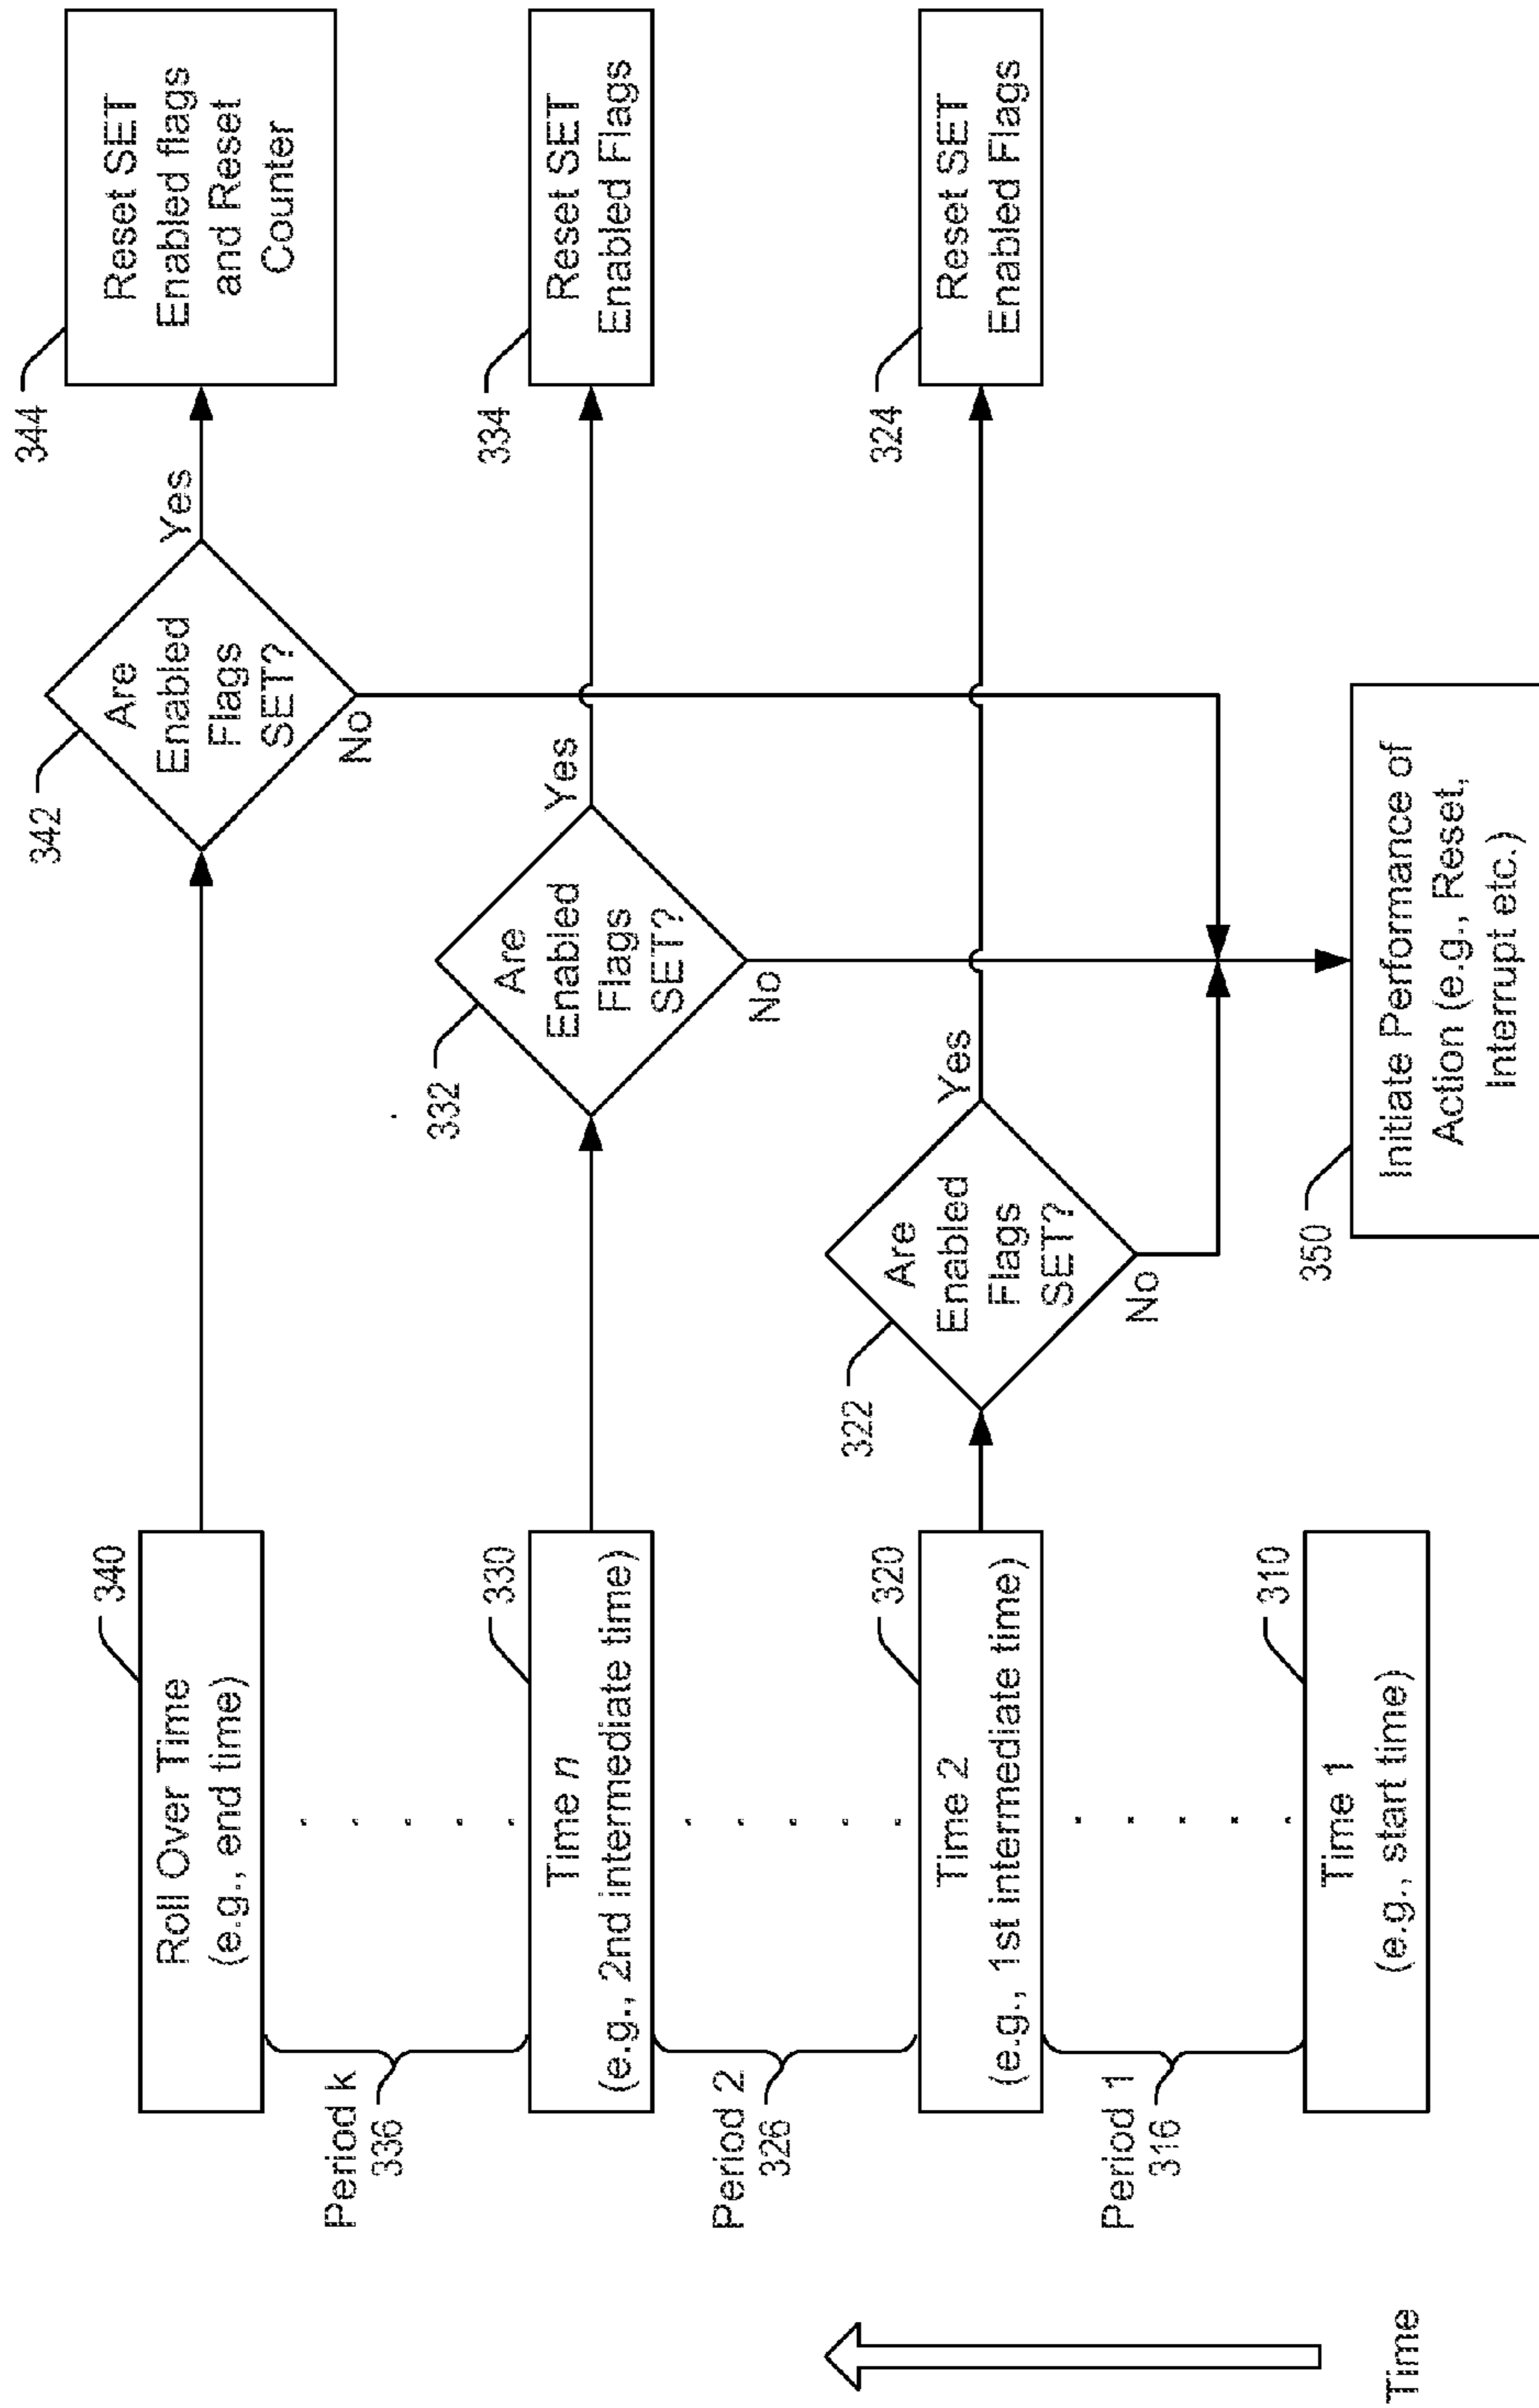 344
Reset SET
Enabled flags
and Reset
Counter
342
Are
Enabled
Flags
SET?
Yes
No
340
Roll Over Time
(e.g., end time)
Period k
336
334
Reset SET
Enabled Flags
332
Are
Enabled
Flags
SET?
Yes
No
330
Time n
(e.g., 2nd intermediate time)
Period 2
326
324
Reset SET
Enabled Flags
322
Are
Enabled
Flags
SET?
Yes
No
320
Time 2
(e.g., 1st intermediate time)
Period 1
316
310
Time 1
(e.g., start time)
350
Initiate Performance of
Action (e.g., Reset,
Interrupt etc.)
Time